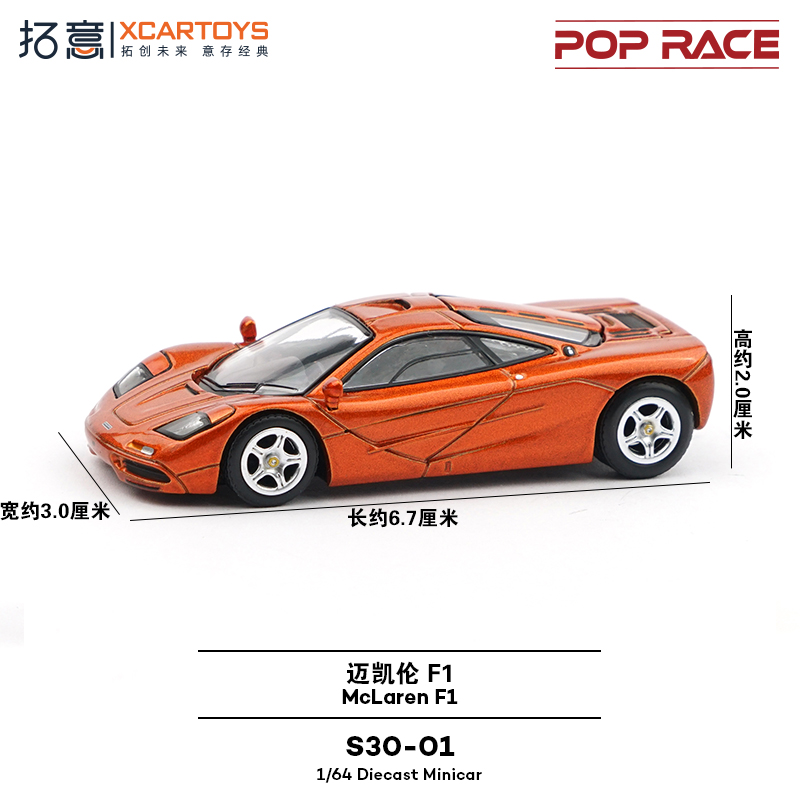 拓意
XCARTOYS
拓创未来 意存经典
POP RACE
高约2.0厘米
宽约3.0厘米
长约6.7厘米
迈凯伦 F1
McLaren F1
S30-01
1/64 Diecast Minicar